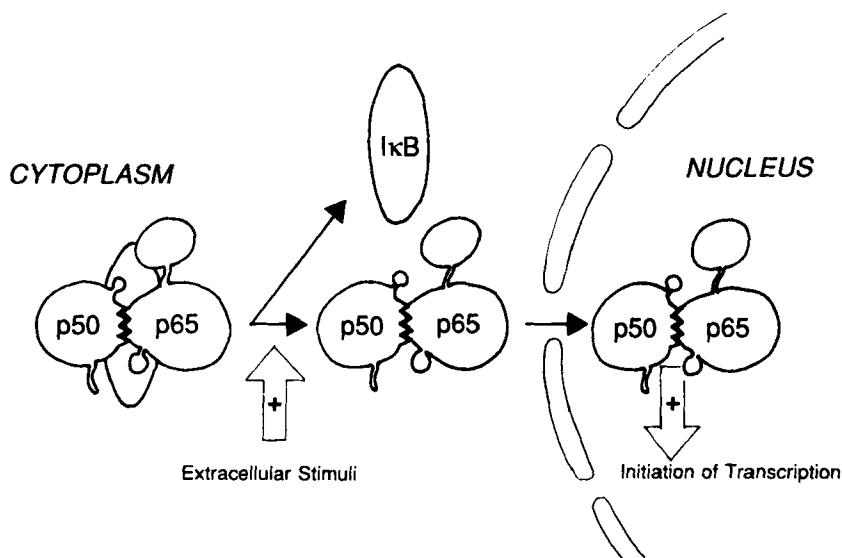 CYTOPLASM
IκB
NUCLEUS
p50 p65
p50 p65
p50 p65
+
+
Extracellular Stimuli
Initiation of Transcription